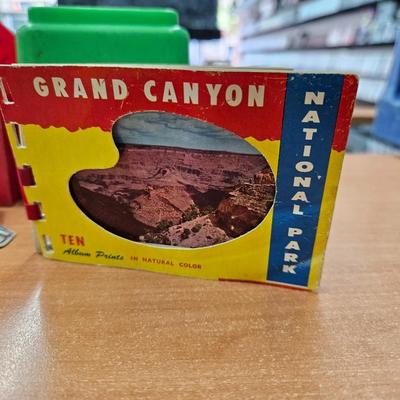 GRAND CANYON
NATIONAL PARK
TEN
Album Prints IN NATURAL COLOR